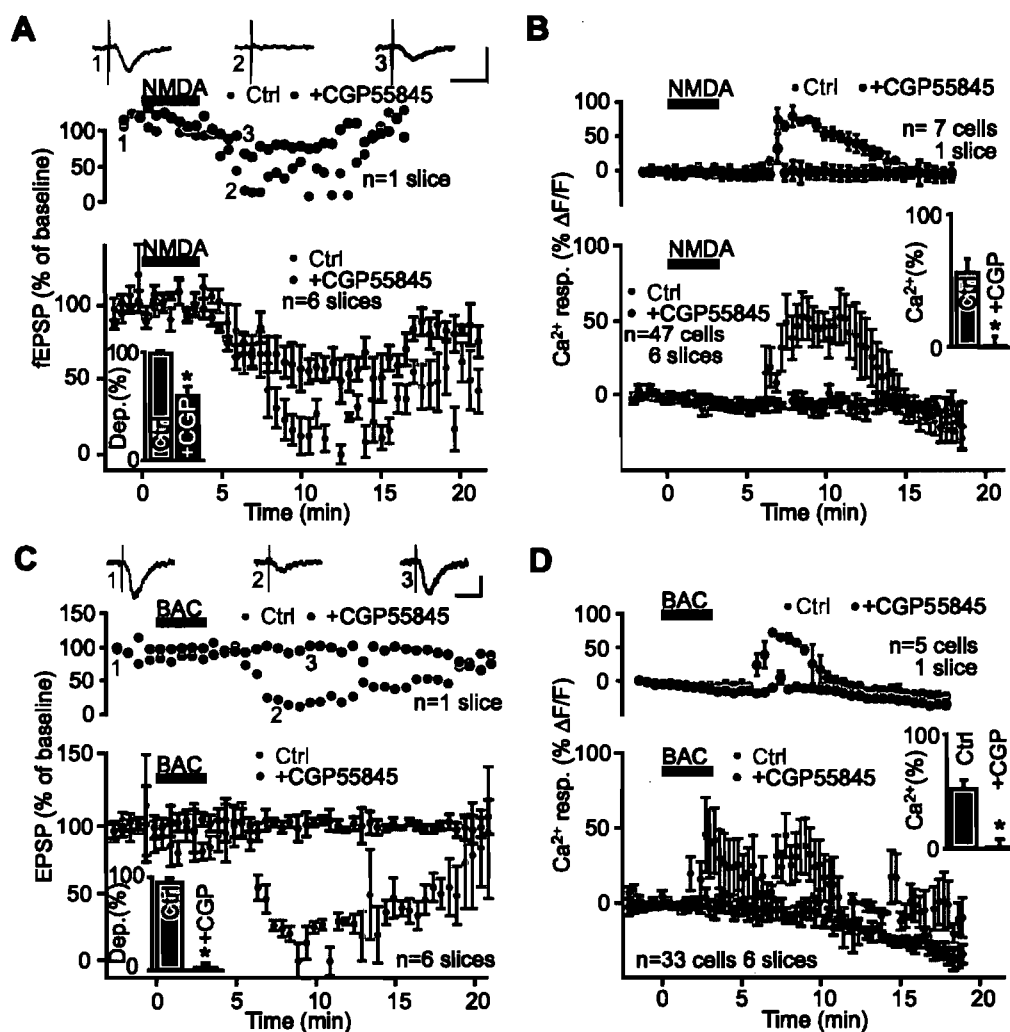 A
1
2
3
NMDA
Ctrl
+CGP55845
100
50
0
1
3
2
n=1 slice
fEPSP (% of baseline)
NMDA
Ctrl
+CGP55845
n=6 slices
100
50
0
Dep.(%)
100
0
Ctrl
*
+CGP
0
5
10
15
20
Time (min)
B
NMDA
Ctrl
+CGP55845
100
50
0
n= 7 cells
1 slice
Ca²⁺ resp. (% ΔF/F)
NMDA
Ctrl
+CGP55845
n=47 cells
6 slices
100
50
0
Ca²⁺(%)
100
0
Ctrl
* +CGP
0
5
10
15
20
Time (min)
C
1
2
3
BAC
Ctrl
+CGP55845
150
100
50
0
1
3
2
n=1 slice
EPSP (% of baseline)
BAC
Ctrl
+CGP55845
150
100
50
0
Dep.(%)
100
0
Ctrl
*+CGP
n=6 slices
0
5
10
15
20
Time (min)
D
BAC
Ctrl
+CGP55845
100
50
0
n=5 cells
1 slice
Ca²⁺ resp. (% ΔF/F)
BAC
Ctrl
+CGP55845
100
50
0
Ca²⁺(%)
100
0
Ctrl
* +CGP
n=33 cells 6 slices
0
5
10
15
20
Time (min)